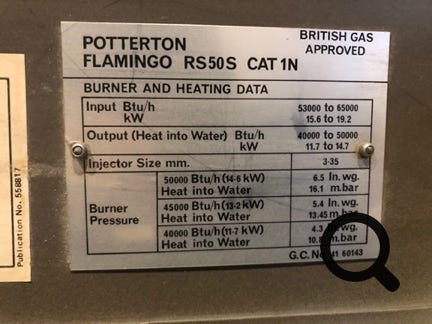 POTTERTON
FLAMINGO RS50S CAT 1N
BRITISH GAS
APPROVED
BURNER AND HEATING DATA
Input Btu/h 53000 to 65000
kW 15.6 to 19.2
Output (Heat into Water) Btu/h 40000 to 50000
kW 11.7 to 14.7
Injector Size mm. 3·35
Burner
Pressure
50000 Btu/h (14·6 kW) 6.5 In. wg.
Heat into Water 16.1 m.bar
45000 Btu/h (13·2 kW) 5.4 In. wg.
Heat into Water 13.45 m.bar
40000 Btu/h (11·7 kW) 4.3 wg.
Heat into Water m.bar
G.C. 60143
Publication No. 558817